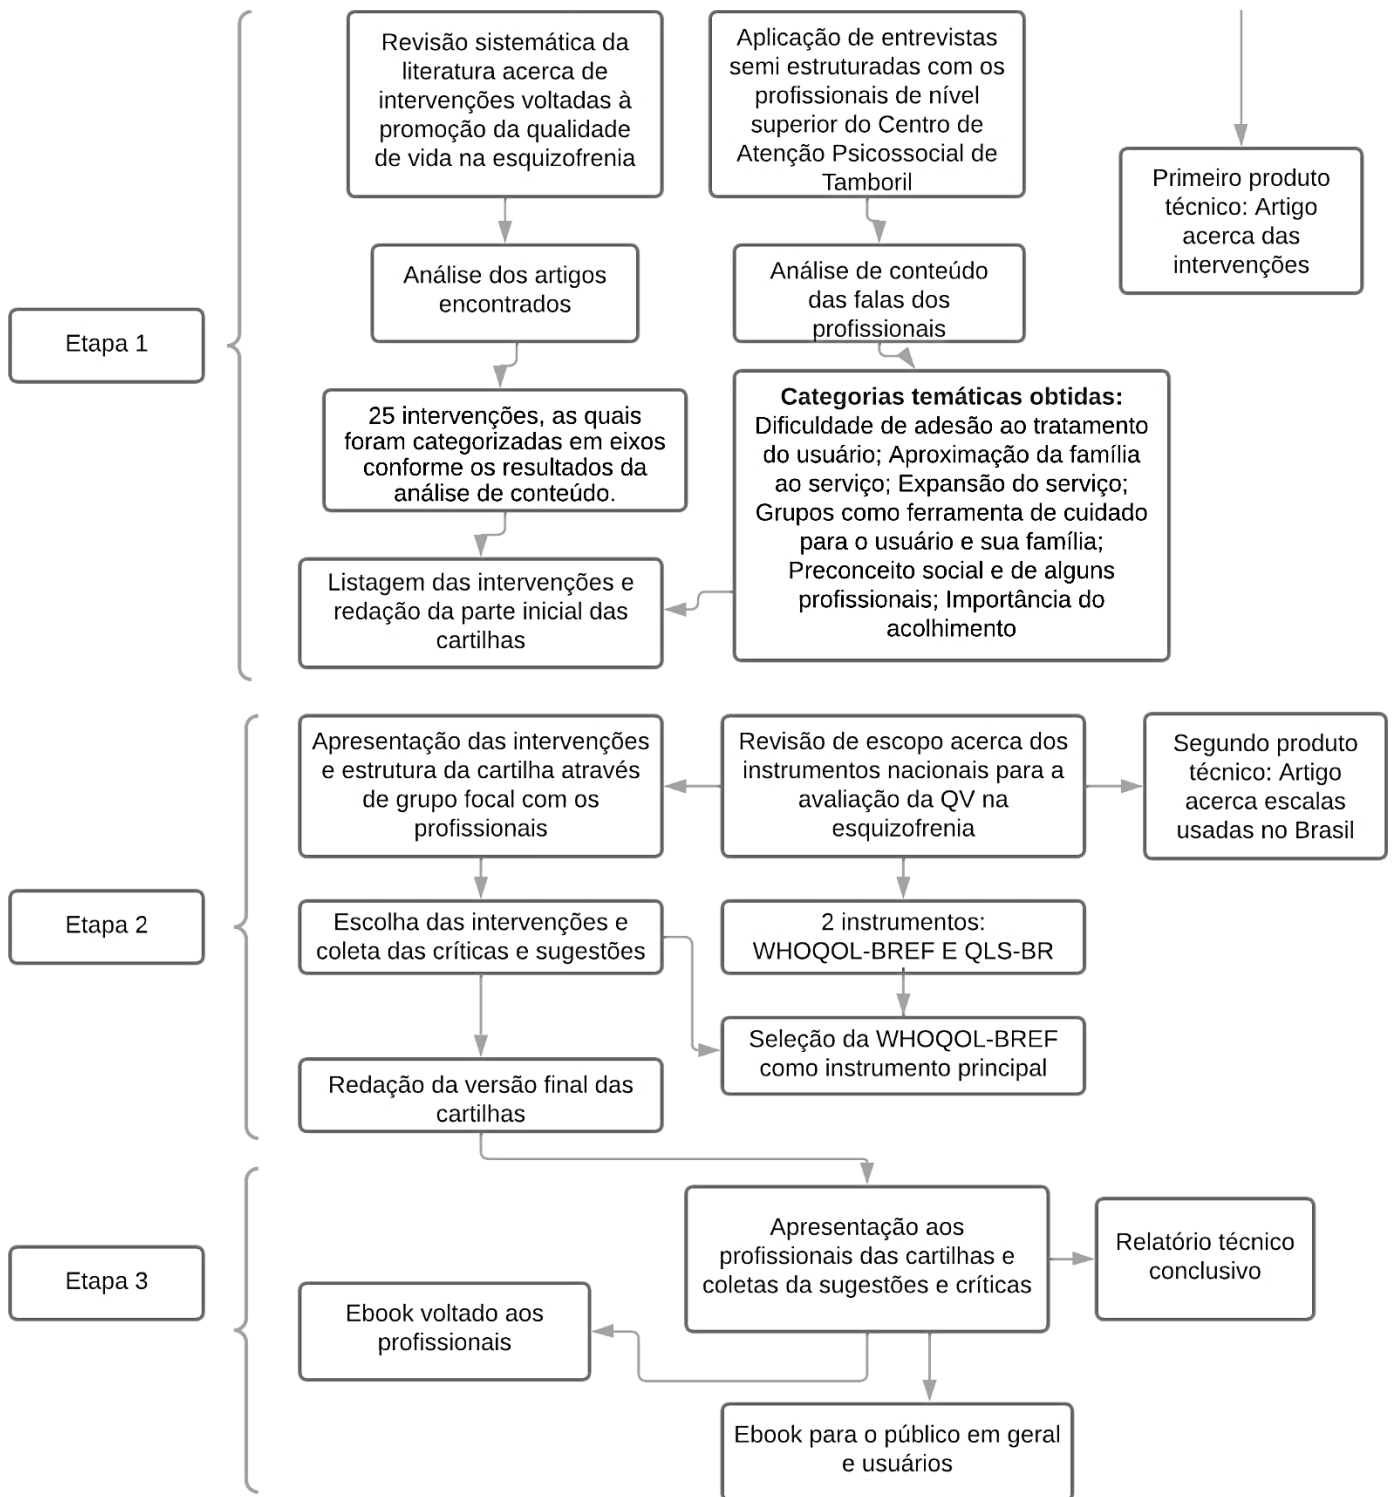 Etapa 1
Revisão sistemática da
literatura acerca de
intervenções voltadas à
promoção da qualidade
de vida na esquizofrenia
Aplicação de entrevistas
semi estruturadas com os
profissionais de nível
superior do Centro de
Atenção Psicossocial de
Tamboril
Primeiro produto
técnico: Artigo
acerca das
intervenções
Análise dos artigos
encontrados
Análise de conteúdo
das falas dos
profissionais
25 intervenções, as quais
foram categorizadas em eixos
conforme os resultados da
análise de conteúdo.
Categorias temáticas obtidas:
Dificuldade de adesão ao tratamento
do usuário; Aproximação da família
ao serviço; Expansão do serviço;
Grupos como ferramenta de cuidado
para o usuário e sua família;
Preconceito social e de alguns
profissionais; Importância do
acolhimento
Listagem das intervenções e
redação da parte inicial das
cartilhas
Etapa 2
Apresentação das intervenções
e estrutura da cartilha através
de grupo focal com os
profissionais
Revisão de escopo acerca dos
instrumentos nacionais para a
avaliação da QV na
esquizofrenia
Segundo produto
técnico: Artigo
acerca escalas
usadas no Brasil
Escolha das intervenções e
coleta das críticas e sugestões
2 instrumentos:
WHOQOL-BREF E QLS-BR
Seleção da WHOQOL-BREF
como instrumento principal
Redação da versão final das
cartilhas
Etapa 3
Apresentação aos
profissionais das cartilhas e
coletas da sugestões e críticas
Relatório técnico
conclusivo
Ebook voltado aos
profissionais
Ebook para o público em geral
e usuários